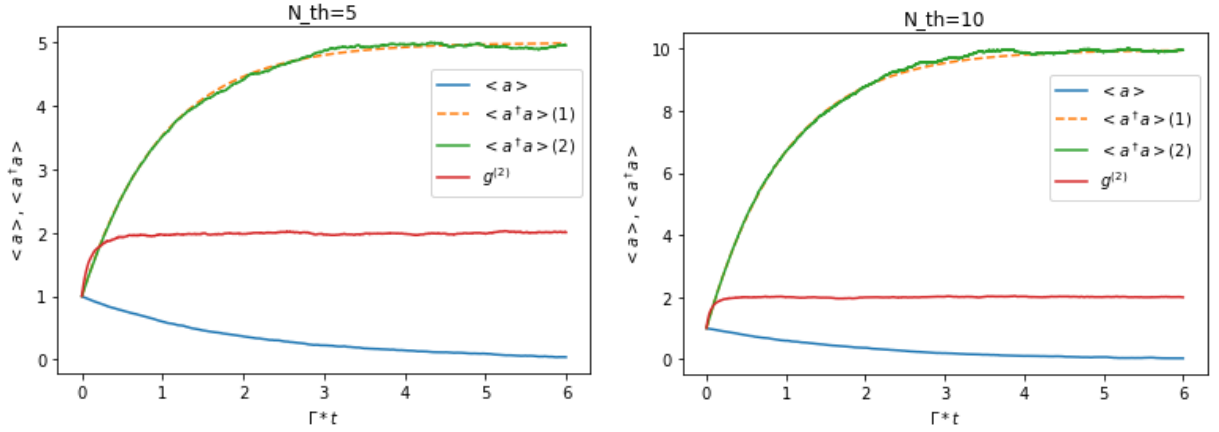 N_th=5
<a>, <a†a>
5
4
3
2
1
0
<a>
<a†a>(1)
<a†a>(2)
g(2)
0 1 2 3 4 5 6
Γ * t
N_th=10
<a>, <a†a>
10
8
6
4
2
0
<a>
<a†a>(1)
<a†a>(2)
g(2)
0 1 2 3 4 5 6
Γ * t